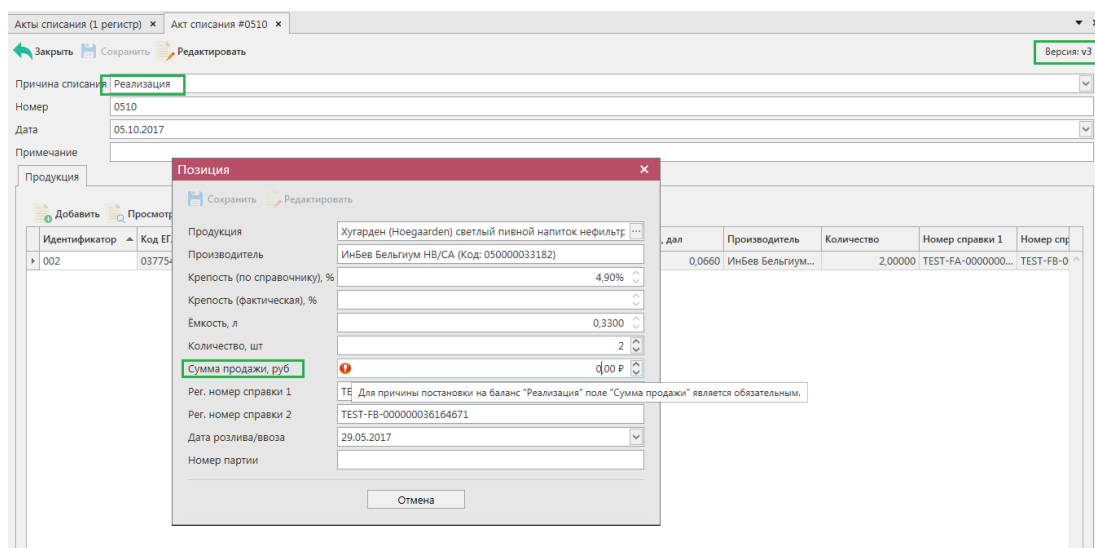 Акты списания (1 регистр) × Акт списания #0510 ×
Закрыть Сохранить Редактировать Версия: v3
Причина списания Реализация
Номер 0510
Дата 05.10.2017
Примечание
Продукция
Добавить Просмотр
Идентификатор Код ЕГ , дал Производитель Количество Номер справки 1 Номер спр
002 03775 0,0660 ИнБев Бельгиум... 2,00000 TEST-FA-0000000... TEST-FB-0
Позиция ×
Сохранить Редактировать
Продукция Хугарден (Hoegaarden) светлый пивной напиток нефильтр ...
Производитель ИнБев Бельгиум НВ/СА (Код: 050000033182)
Крепость (по справочнику), % 4,90%
Крепость (фактическая), %
Ёмкость, л 0,3300
Количество, шт 2
Сумма продажи, руб 0,00 ₽
Рег. номер справки 1 TE
Для причины постановки на баланс "Реализация" поле "Сумма продажи" является обязательным.
Рег. номер справки 2 TEST-FB-000000036164671
Дата розлива/ввоза 29.05.2017
Номер партии
Отмена